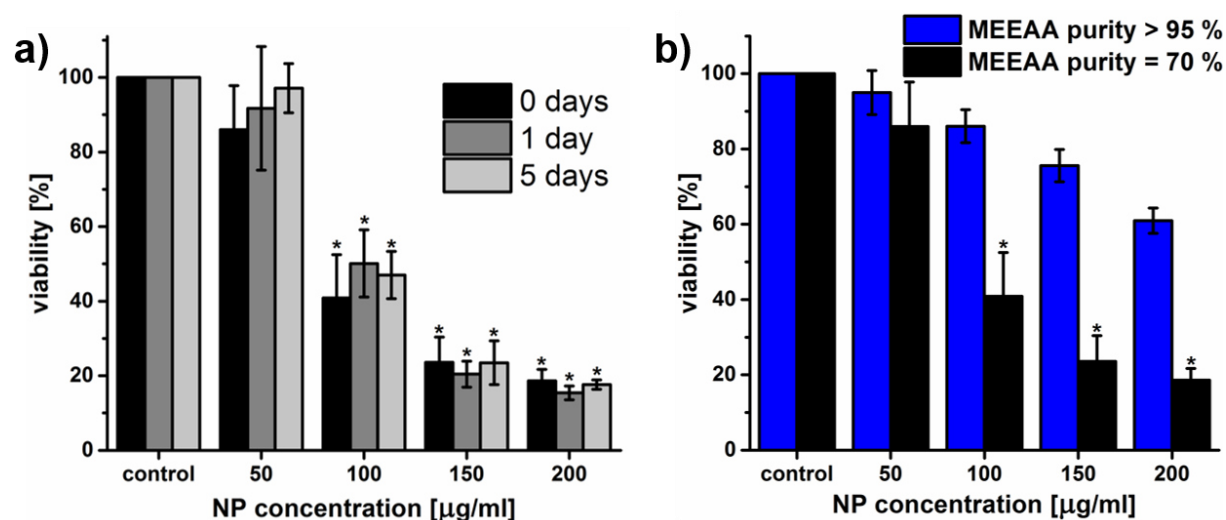 a)
viability [%]
100
80
60
40
20
0
0 days
1 day
5 days
* * *
* * *
* * *
control 50 100 150 200
NP concentration [µg/ml]
b)
MEEAA purity > 95 %
MEEAA purity = 70 %
viability [%]
100
80
60
40
20
0
*
*
*
control 50 100 150 200
NP concentration [µg/ml]